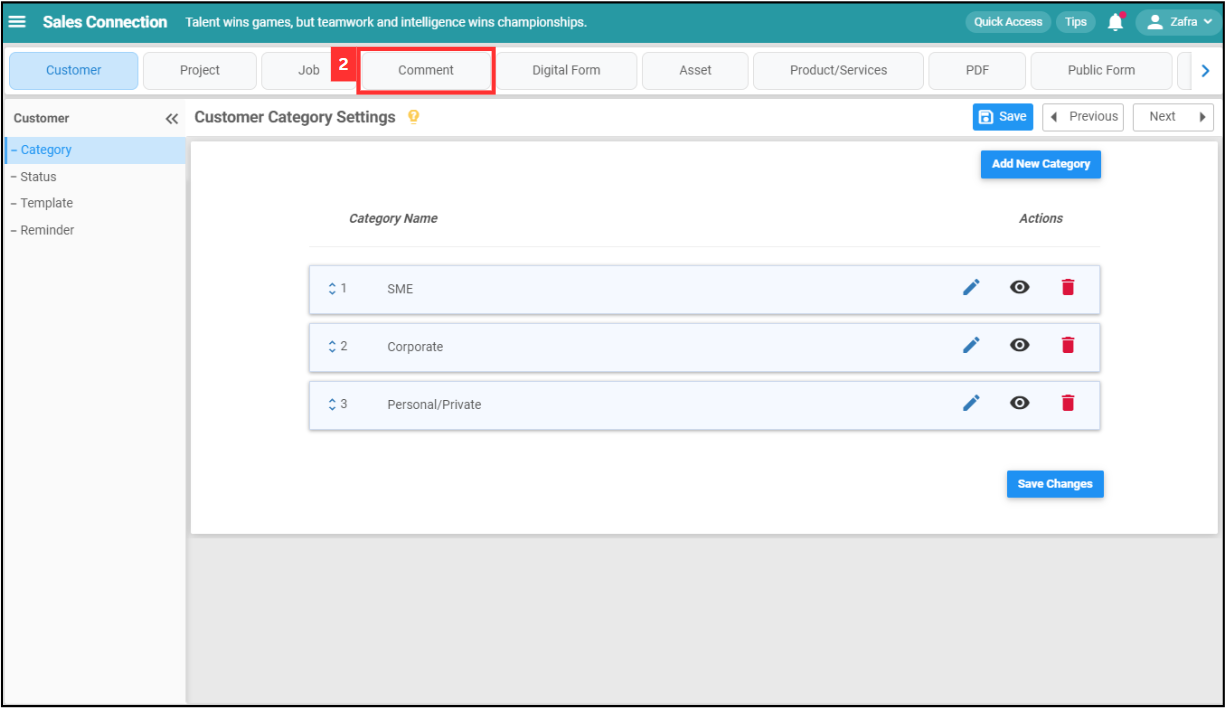 Sales Connection Talent wins games, but teamwork and intelligence wins championships. Quick Access Tips Zafra
Customer Project Job 2 Comment Digital Form Asset Product/Services PDF Public Form
Customer Customer Category Settings Save Previous Next
– Category
– Status
– Template
– Reminder
Add New Category
Category Name Actions
1 SME
2 Corporate
3 Personal/Private
Save Changes